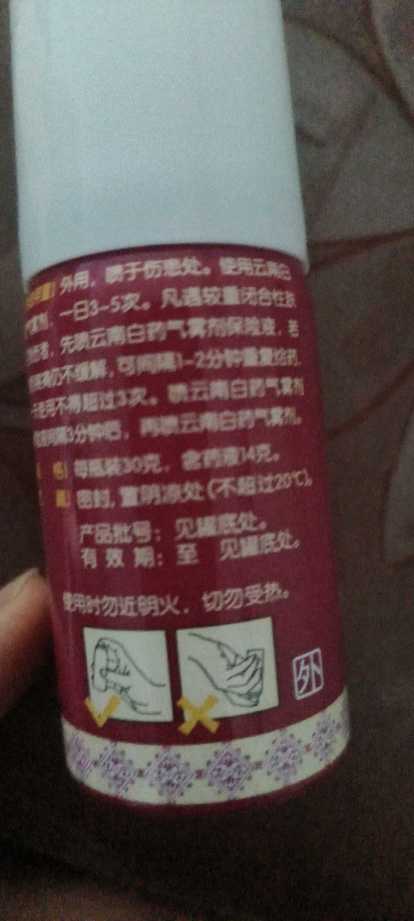 外用，喷于伤患处。使用云南白
一日3~5次。凡遇较重闭合性跌
先喷云南白药气雾剂保险液，若
仍不缓解，可间隔1~2分钟重复给药
不得超过3次。喷云南白药气雾剂
间隔3分钟后，再喷云南白药气雾剂。
每瓶装30克，含药液14克。
密封，置阴凉处（不超过20℃）。
产品批号：见罐底处。
有效期：至 见罐底处。
使用时勿近明火，切勿受热。
外